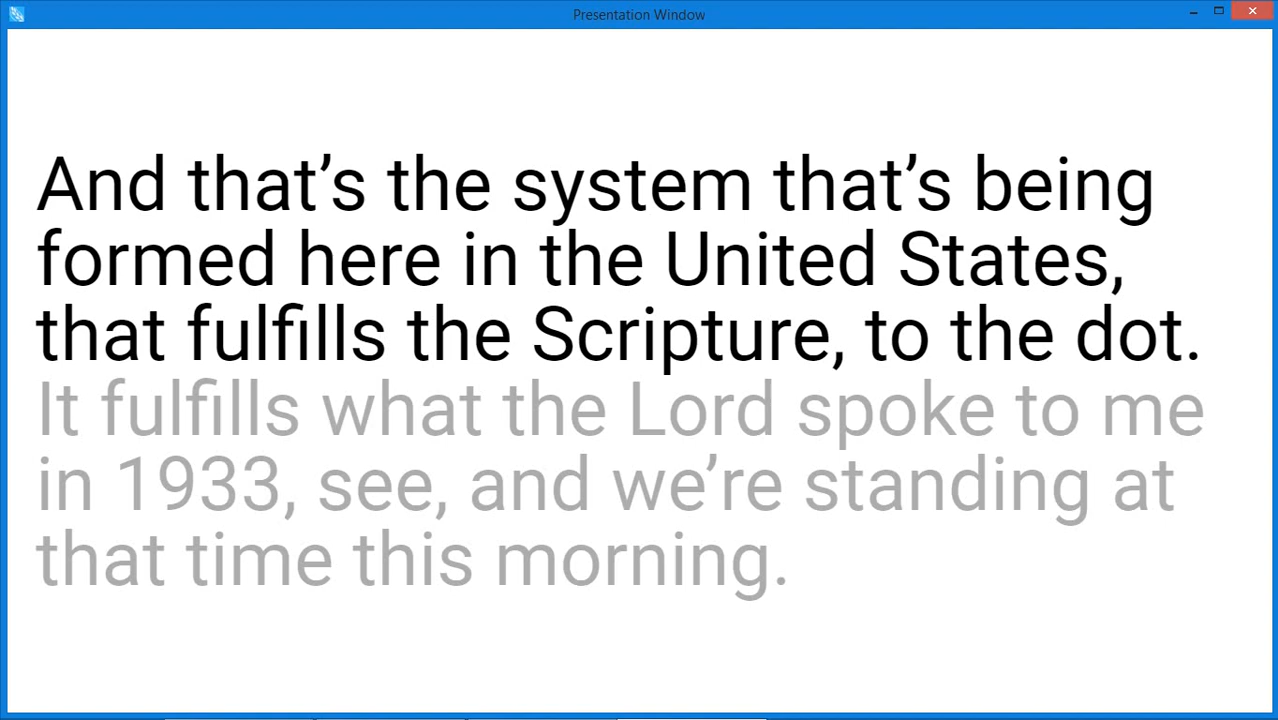 Presentation Window
And that’s the system that’s being
formed here in the United States,
that fulfills the Scripture, to the dot.
It fulfills what the Lord spoke to me
in 1933, see, and we’re standing at
that time this morning.